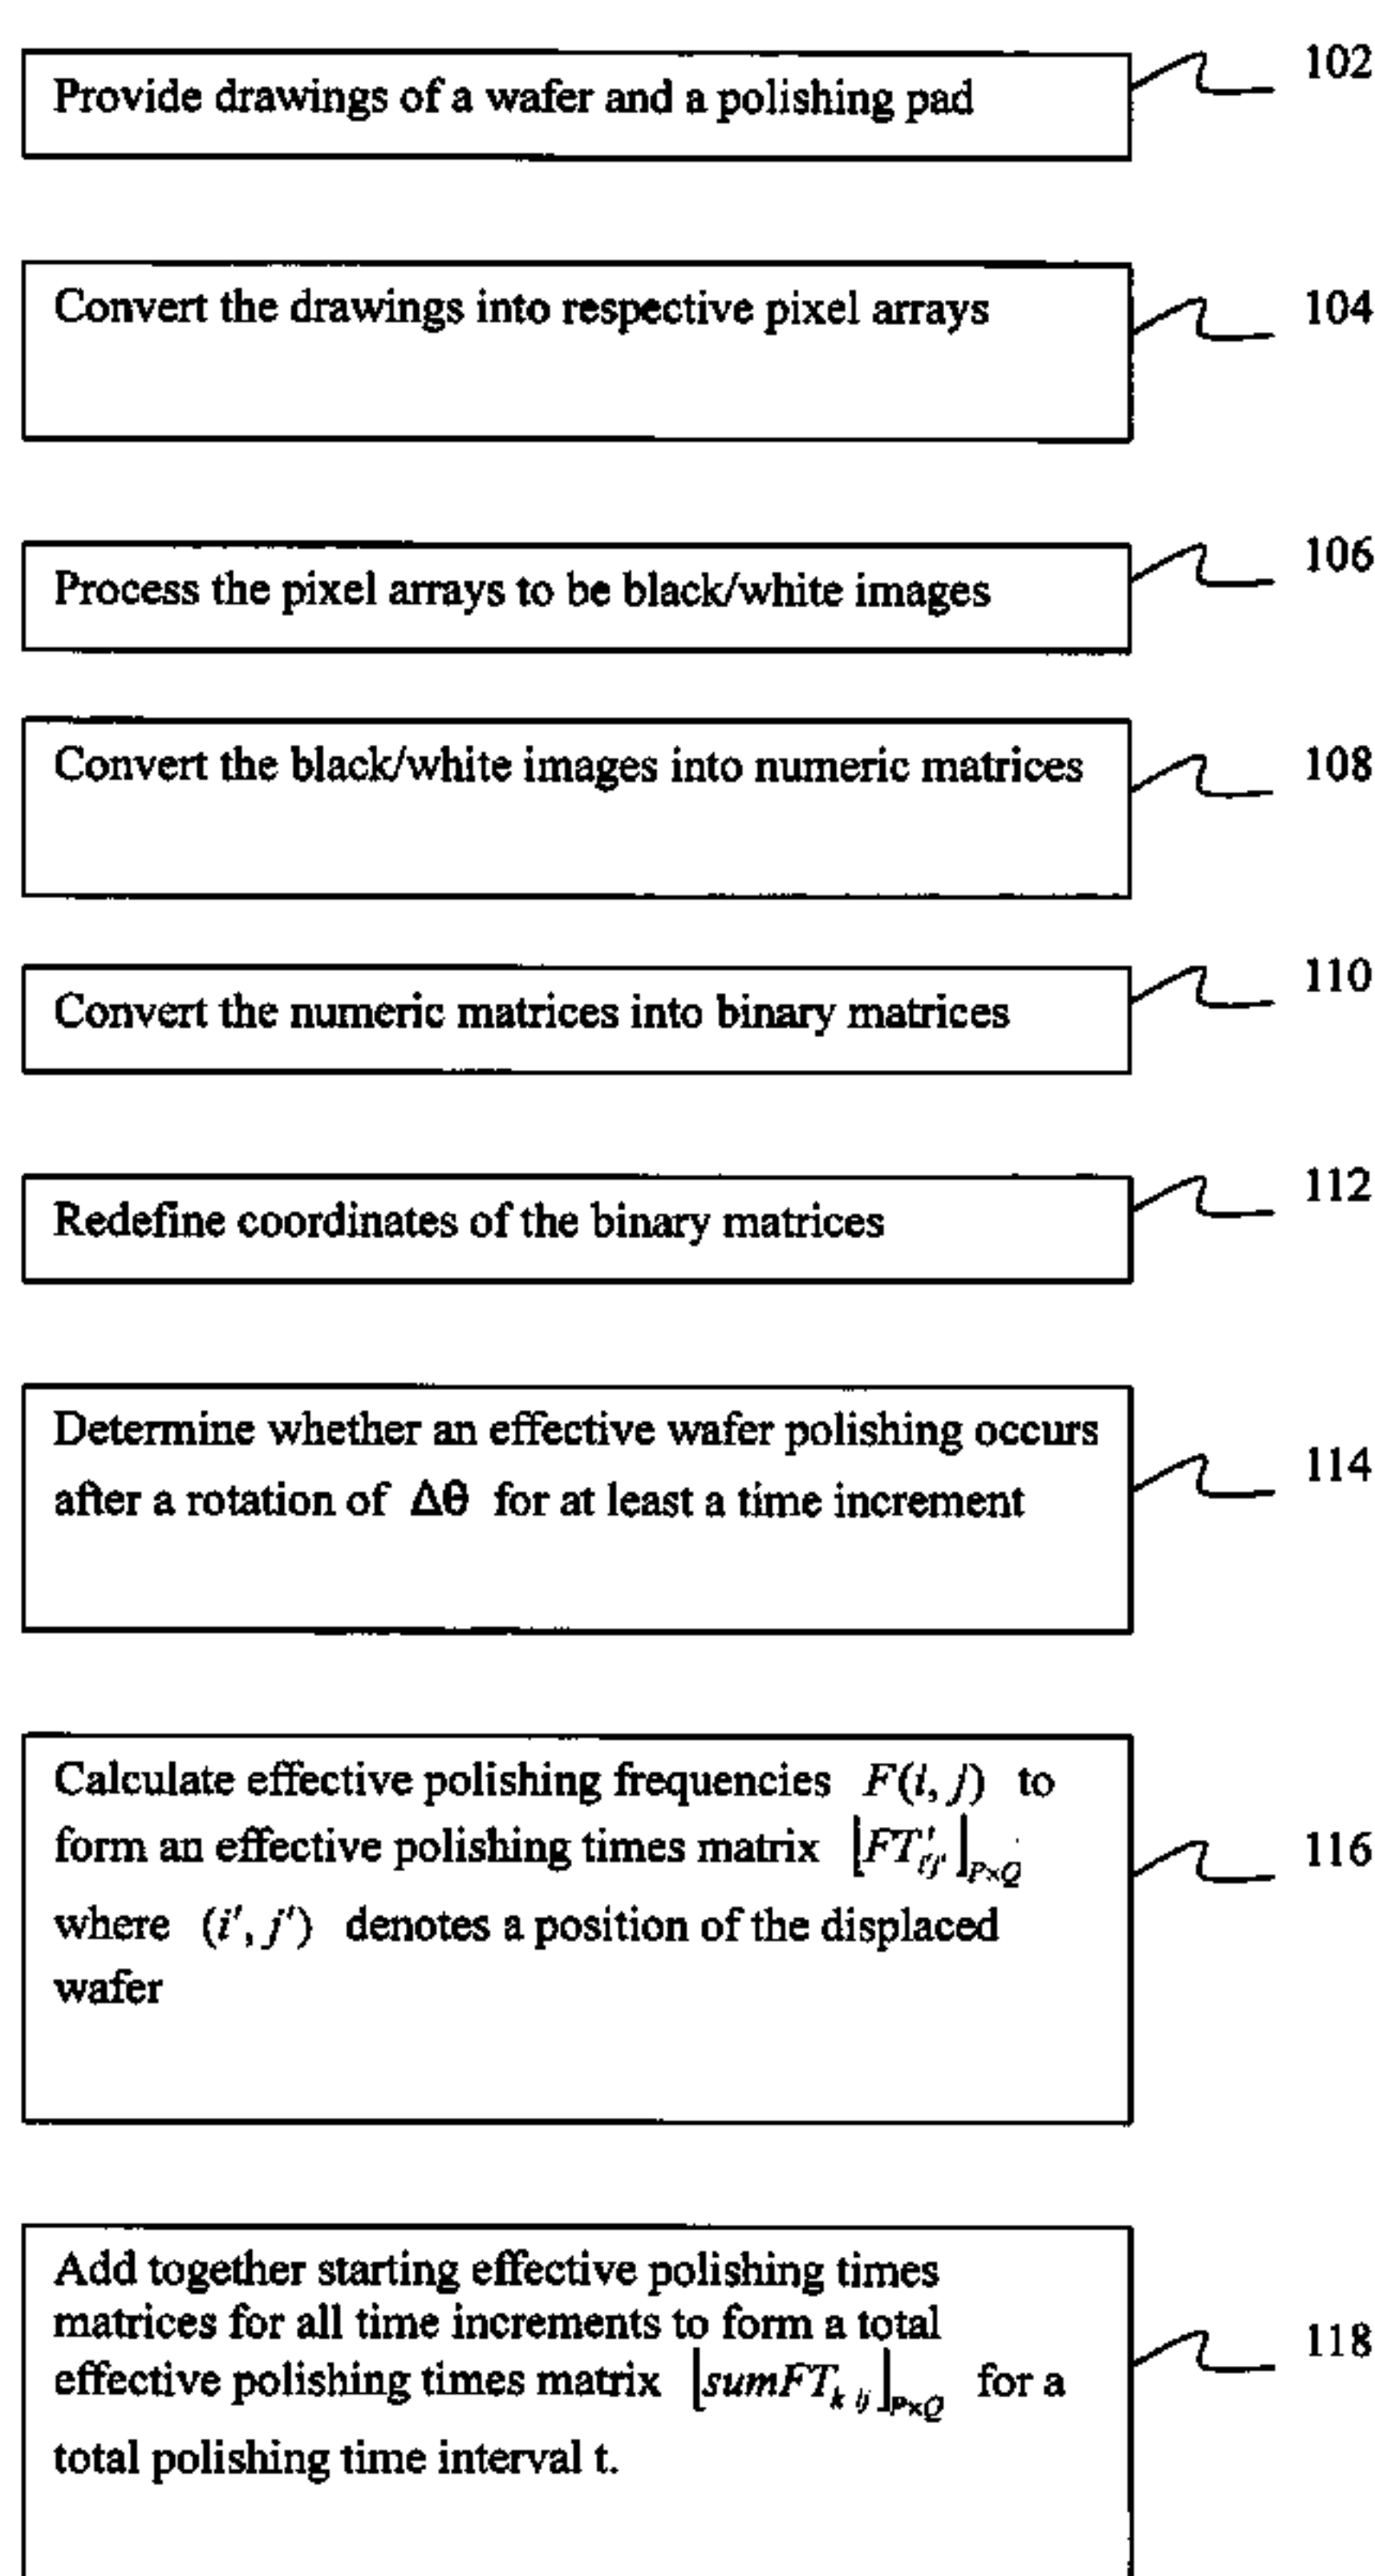 Provide drawings of a wafer and a polishing pad
102
Convert the drawings into respective pixel arrays
104
Process the pixel arrays to be black/white images
106
Convert the black/white images into numeric matrices
108
Convert the numeric matrices into binary matrices
110
Redefine coordinates of the binary matrices
112
Determine whether an effective wafer polishing occurs
after a rotation of Δθ for at least a time increment
114
Calculate effective polishing frequencies F(i, j) to
form an effective polishing times matrix ⌊FT'i'j'⌋P×Q
where (i', j') denotes a position of the displaced
wafer
116
Add together starting effective polishing times
matrices for all time increments to form a total
effective polishing times matrix ⌊sumFTk ij⌋P×Q for a
total polishing time interval t.
118